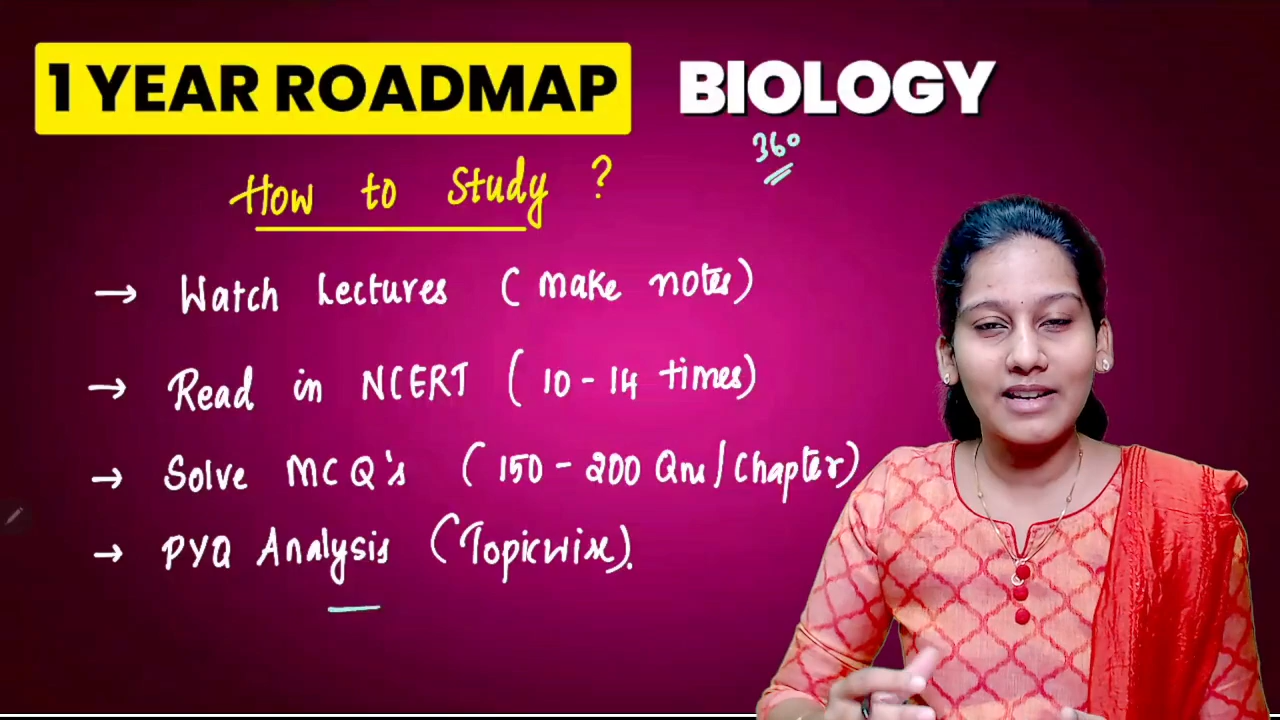 1 YEAR ROADMAP BIOLOGY
360
How to Study ?
→ Watch Lectures (make notes)
→ Read in NCERT (10-14 times)
→ Solve MCQ's (150-200 Qns/Chapter)
→ PYQ Analysis (Topicwise).